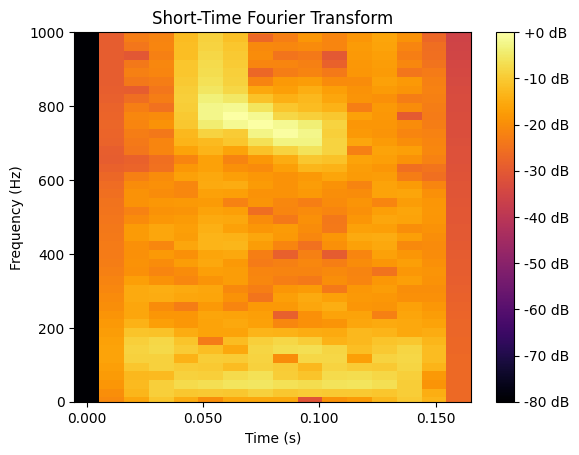 Short-Time Fourier Transform
1000
800
600
400
200
0
Frequency (Hz)
0.000
0.050
0.100
0.150
Time (s)
+0 dB
-10 dB
-20 dB
-30 dB
-40 dB
-50 dB
-60 dB
-70 dB
-80 dB